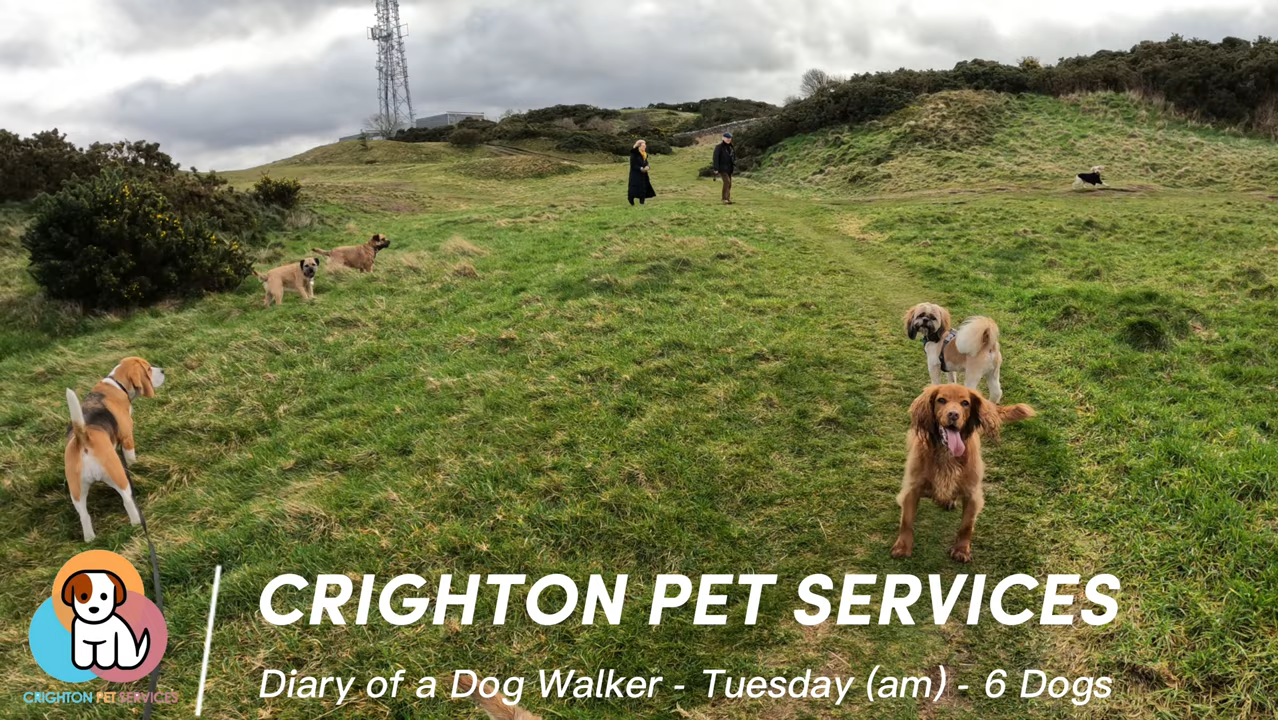 CRIGHTON PET SERVICES
Diary of a Dog Walker - Tuesday (am) - 6 Dogs
CRIGHTON PET SERVICES